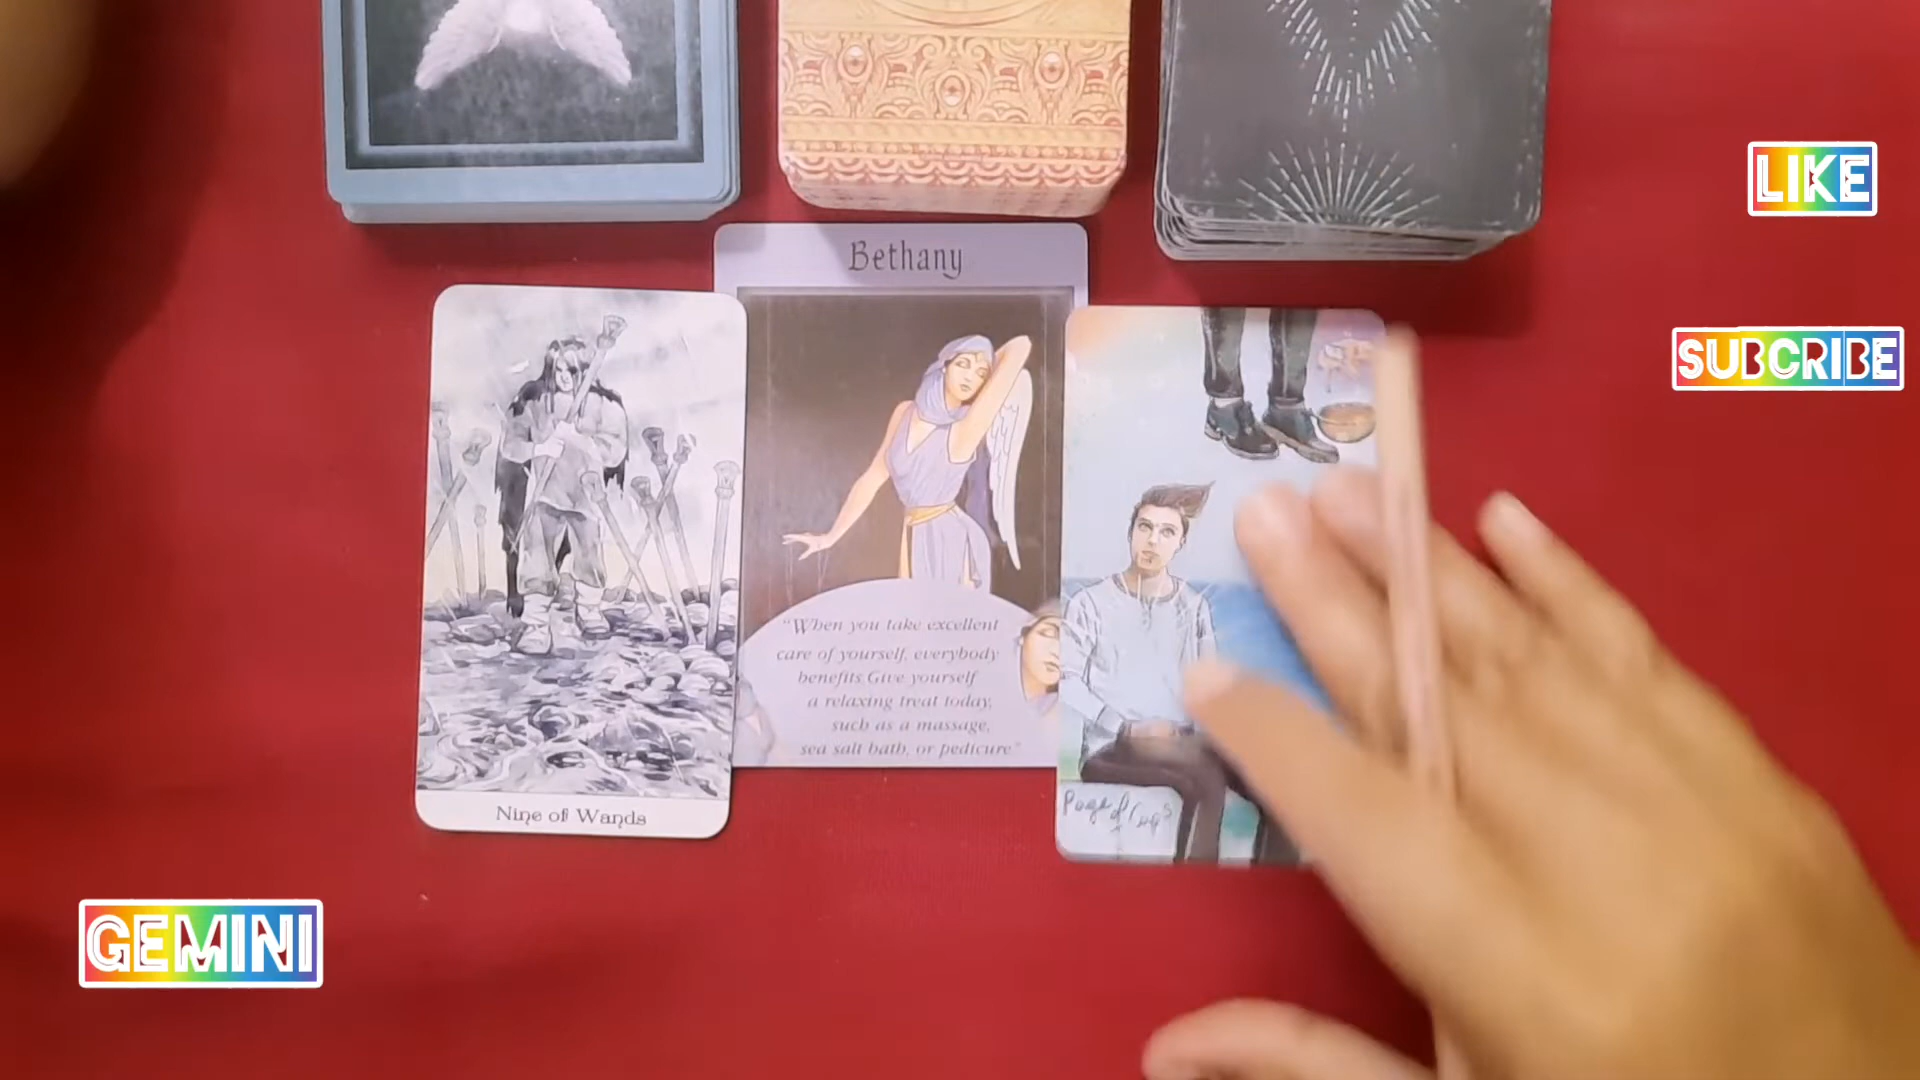 Bethany
LIKE
SUBCRIBE
"When you take excellent
care of yourself, everybody
benefits. Give yourself
a relaxing treat today,
such as a massage,
sea salt bath, or pedicure"
Nine of Wands
Page of Cups
GEMINI